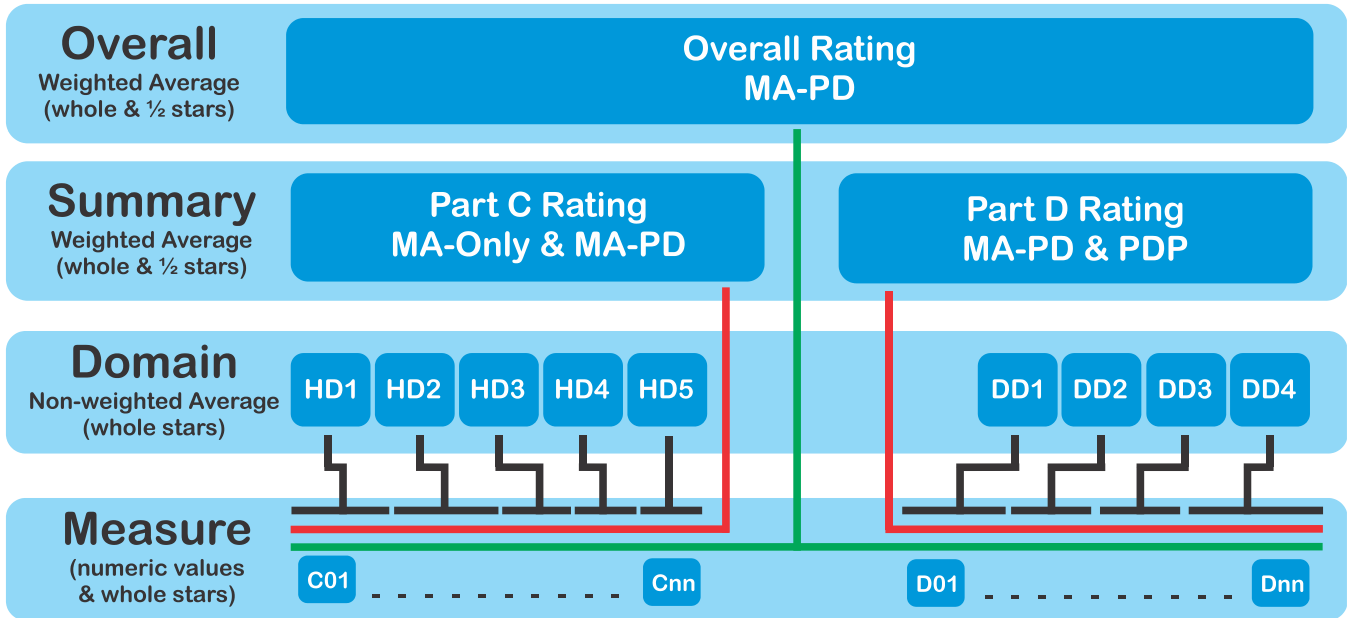 Overall
Weighted Average
(whole & ½ stars)
Overall Rating
MA-PD
Summary
Weighted Average
(whole & ½ stars)
Part C Rating
MA-Only & MA-PD
Part D Rating
MA-PD & PDP
Domain
Non-weighted Average
(whole stars)
HD1 HD2 HD3 HD4 HD5 DD1 DD2 DD3 DD4
Measure
(numeric values
& whole stars)
C01 Cnn D01 Dnn